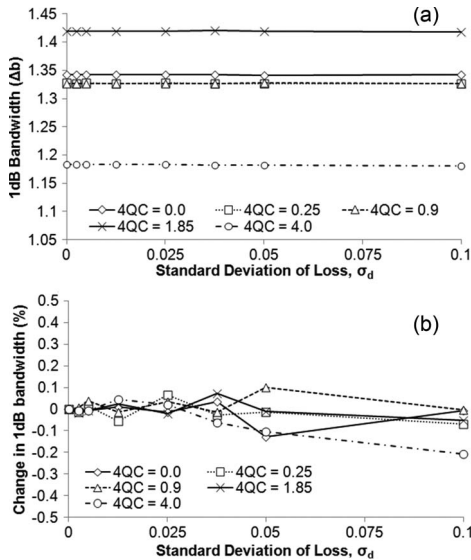 (a)
1dB Bandwidth (Δb)
1.45
1.4
1.35
1.3
1.25
1.2
1.15
1.1
1.05
4QC = 0.0 4QC = 0.25 4QC = 0.9
4QC = 1.85 4QC = 4.0
0 0.025 0.05 0.075 0.1
Standard Deviation of Loss, σd
(b)
Change in 1dB bandwidth (%)
0.5
0.4
0.3
0.2
0.1
0
-0.1
-0.2
-0.3
-0.4
-0.5
4QC = 0.0 4QC = 0.25
4QC = 0.9 4QC = 1.85
4QC = 4.0
0 0.025 0.05 0.075 0.1
Standard Deviation of Loss, σd